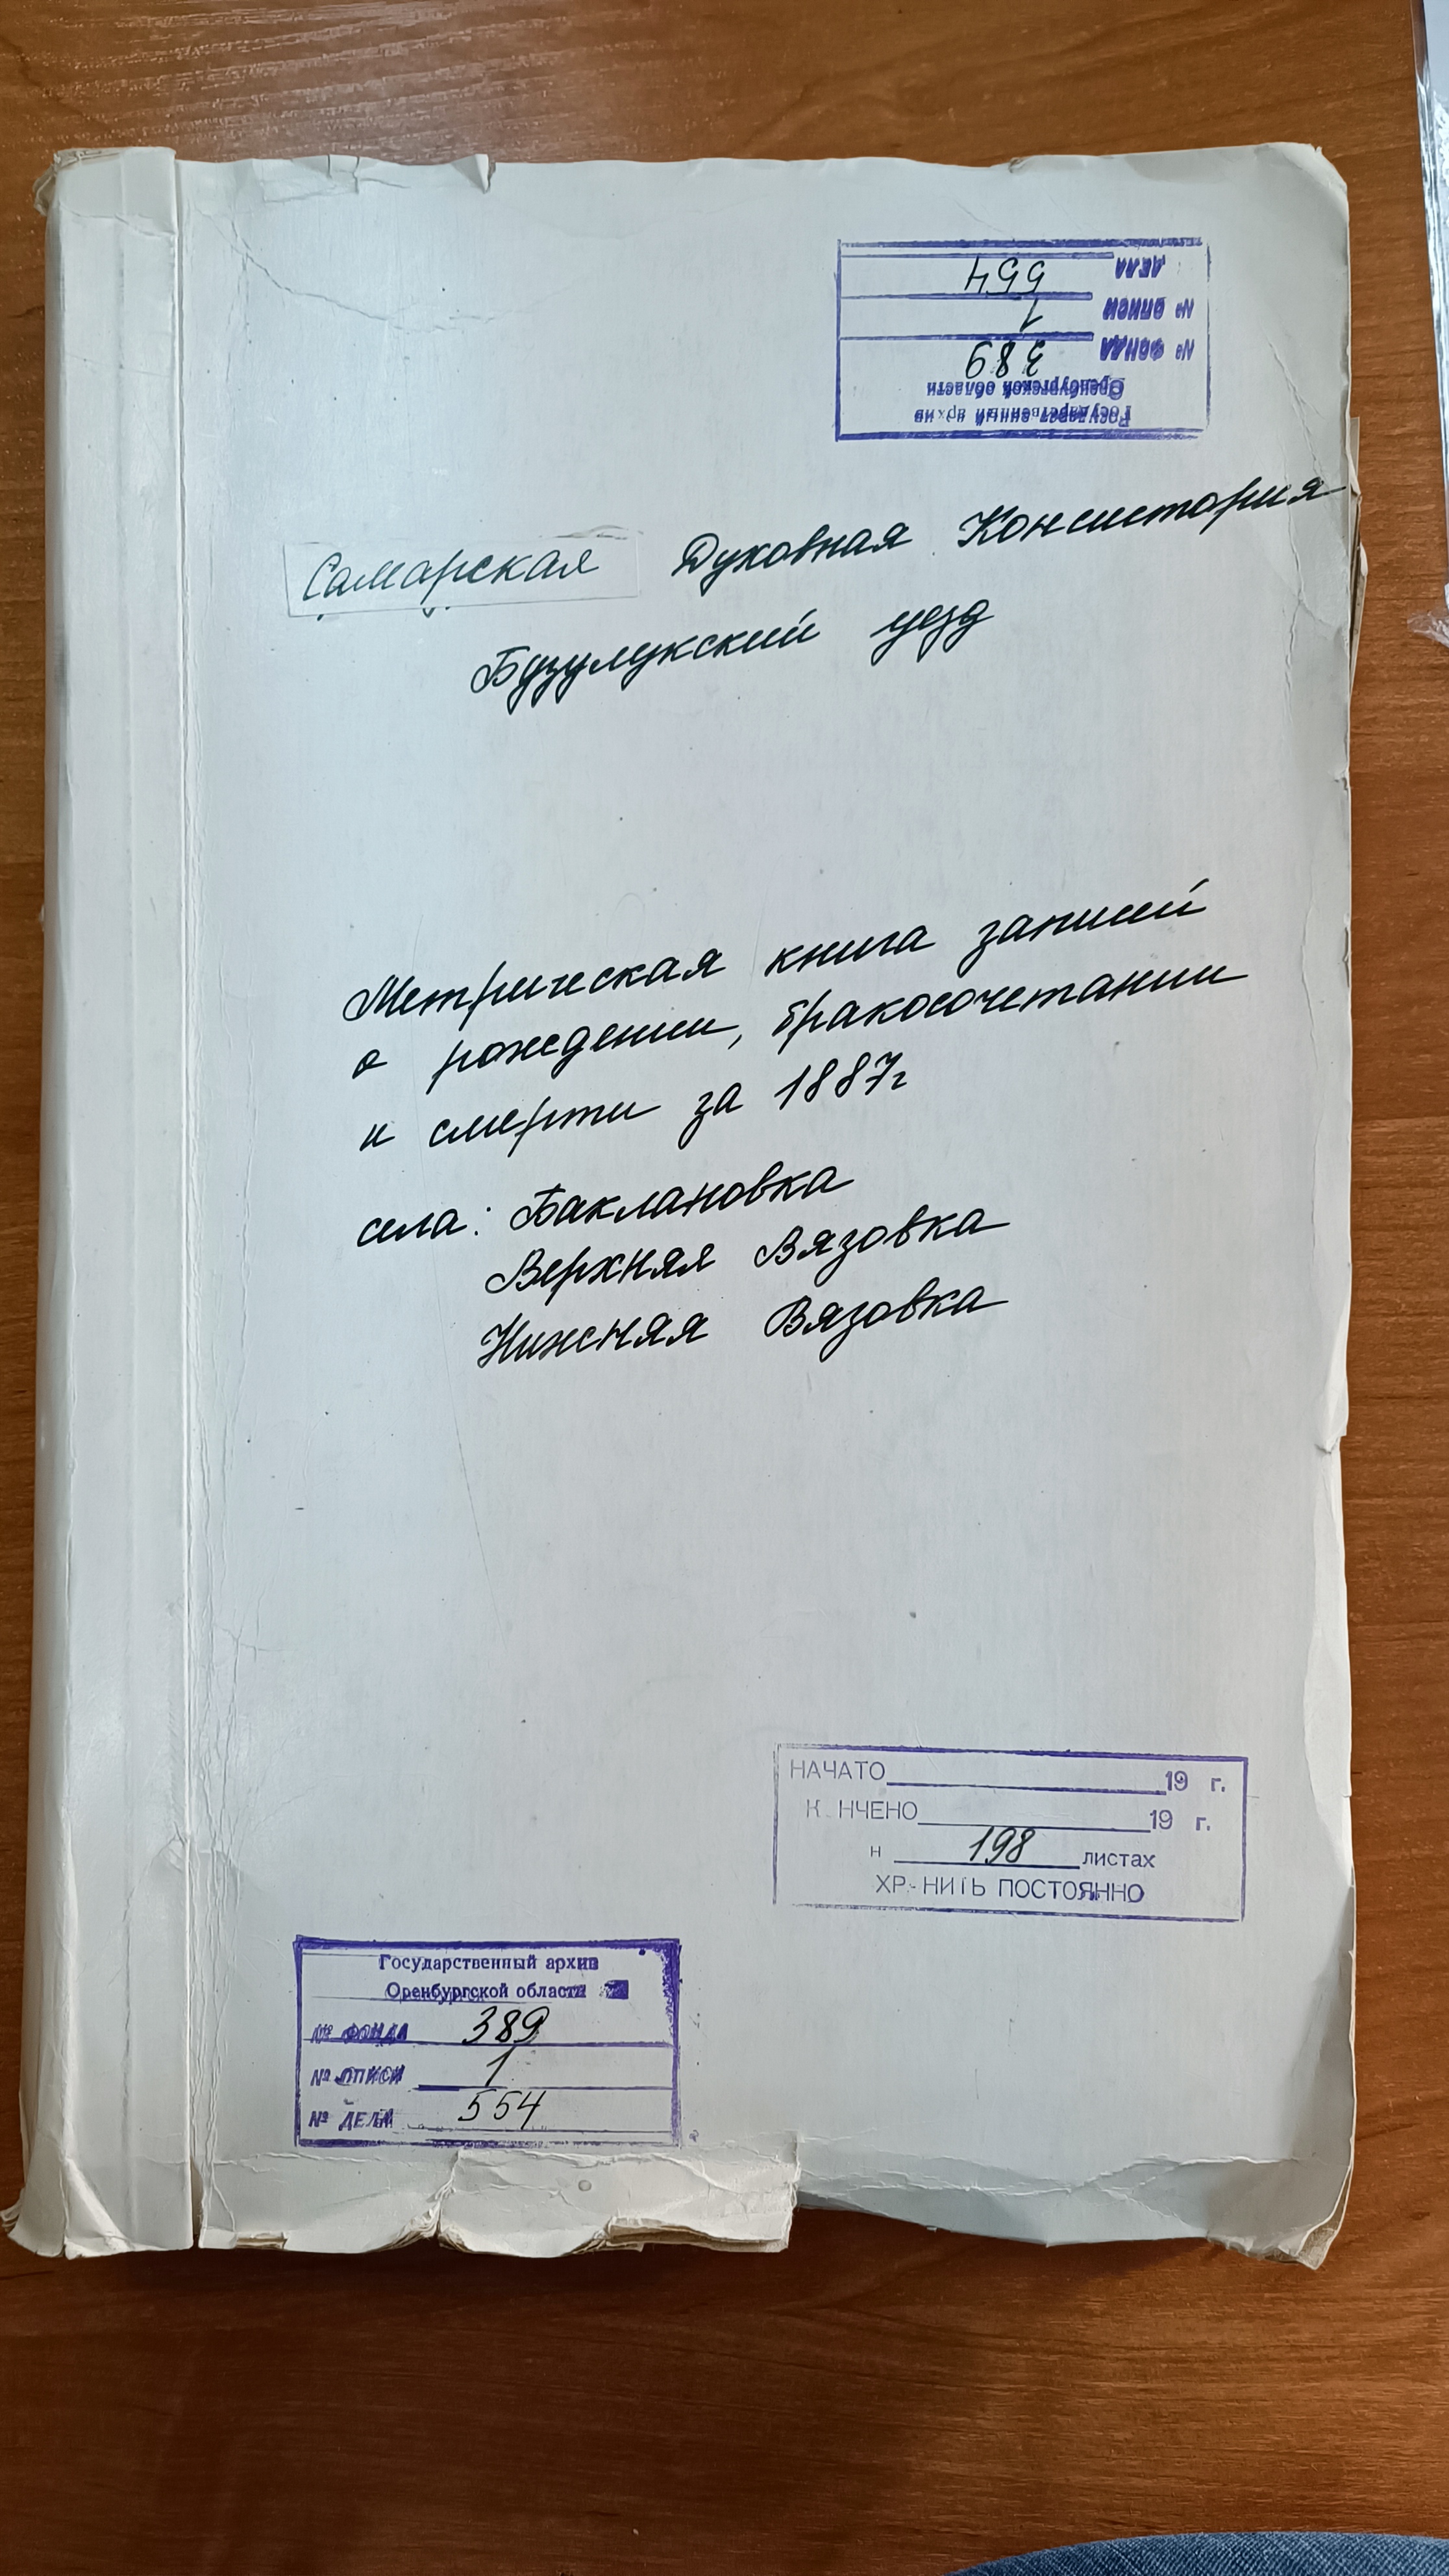 Государственный архив
Оренбургской области
№ ФОНДА 389
№ ОПИСИ 1
ДЕЛА 554
Самарская Духовная Консистория
Бузулукский уезд
Метрическая книга записей
о рождении, бракосочетании
и смерти за 1887г
села: Баклановка
Верхняя Вязовка
Нижняя Вязовка
НАЧАТО 19 г.
К НЧЕНО 19 г.
н 198 листах
ХР-НИТЬ ПОСТОЯННО
Государственный архив
Оренбургской области
№ ФОНДА 389
№ ОПИСИ 1
№ ДЕЛА 554